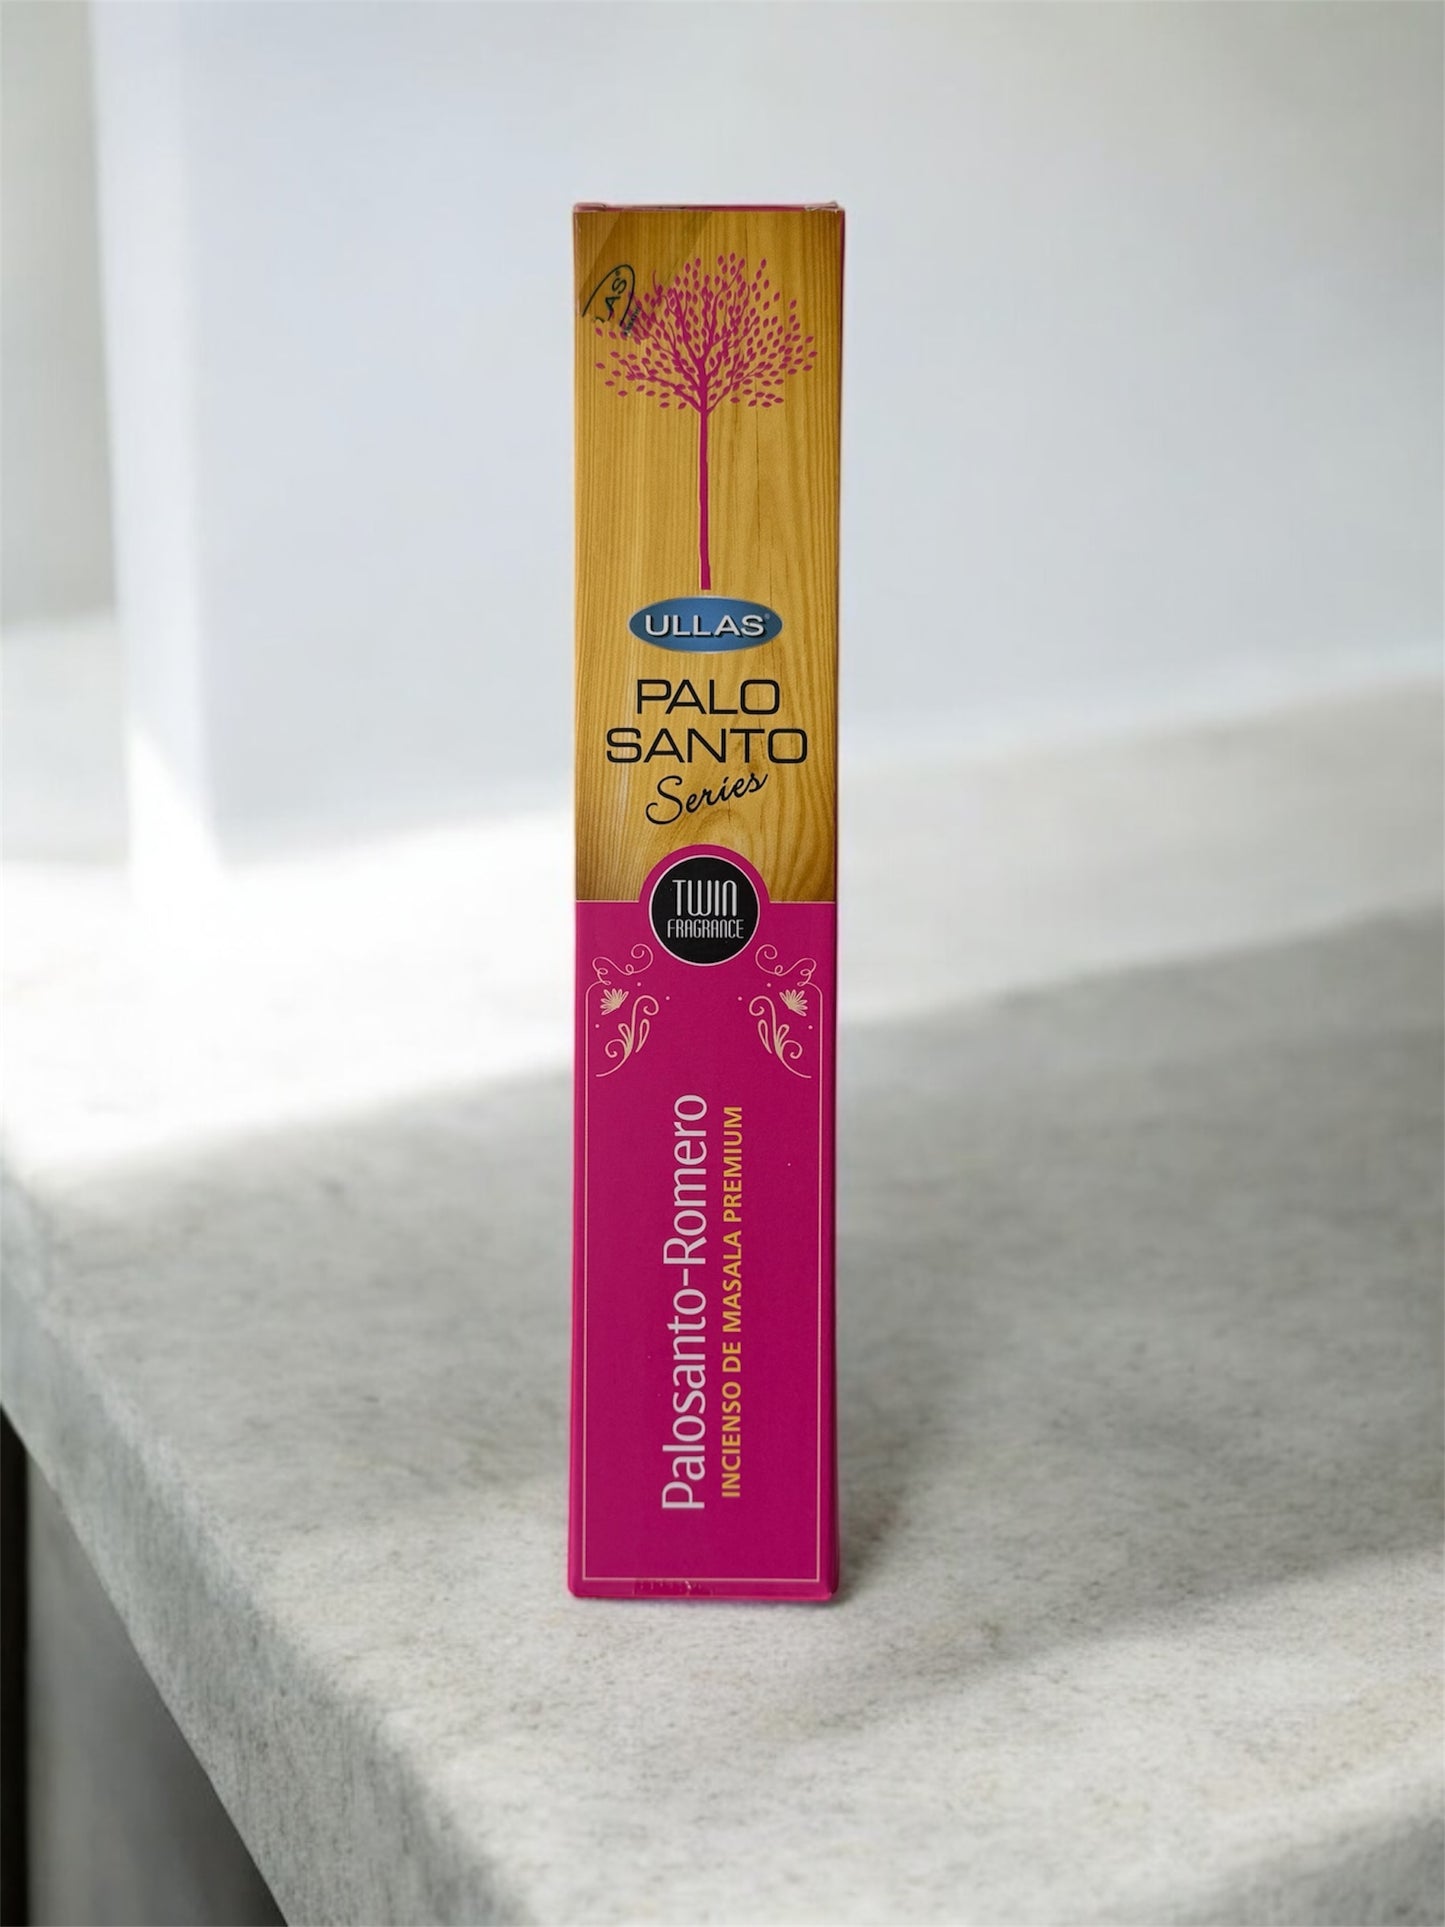 ULLAS®
PALO
SANTO
Series
TWIN
FRAGRANCE
Palosanto-Romero
INCIENSO DE MASALA PREMIUM